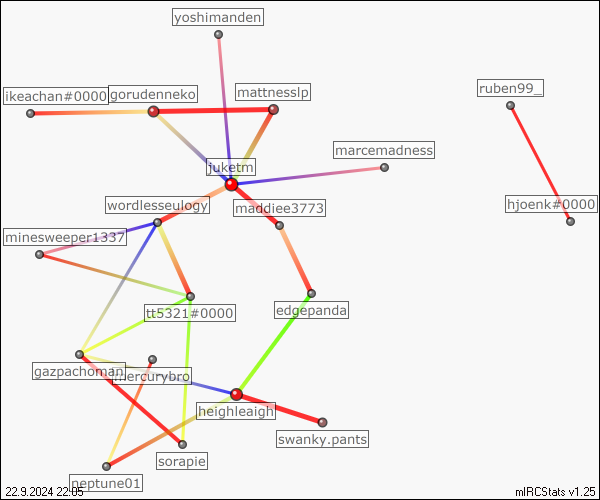 yoshimanden
ruben99_
ikeachan#0000
gorudenneko
mattnesslp
marcemadness
juketm
wordlesseulogy
maddiee3773
hjoenk#0000
minesweeper1337
tt5321#0000
edgepanda
gazpachoman
mercurybro
heighleaigh
swanky.pants
sorapie
neptune01
22.9.2024 22:05
mIRCStats v1.25